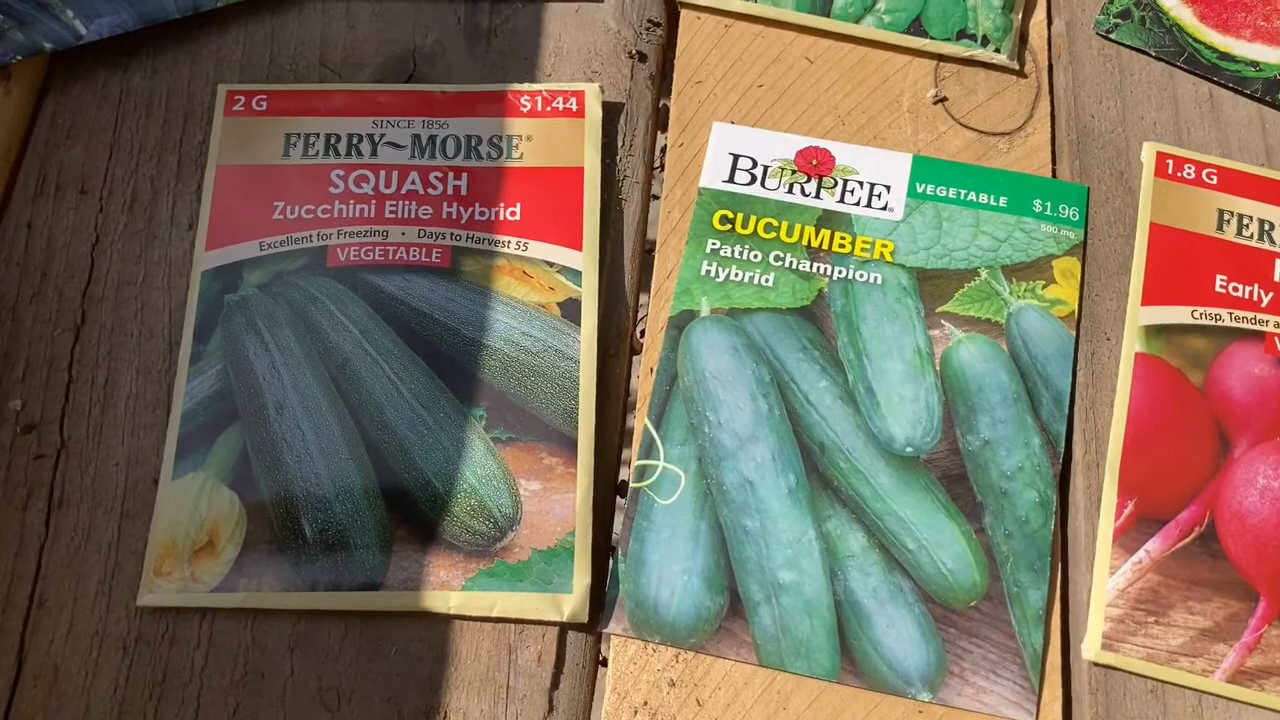 2 G $1.44
SINCE 1856
FERRY~MORSE®
SQUASH
Zucchini Elite Hybrid
Excellent for Freezing • Days to Harvest 55
VEGETABLE
BURPEE®
VEGETABLE $1.96
500 mg
CUCUMBER
Patio Champion
Hybrid
1.8 G
FER
Early
Crisp, Tender a